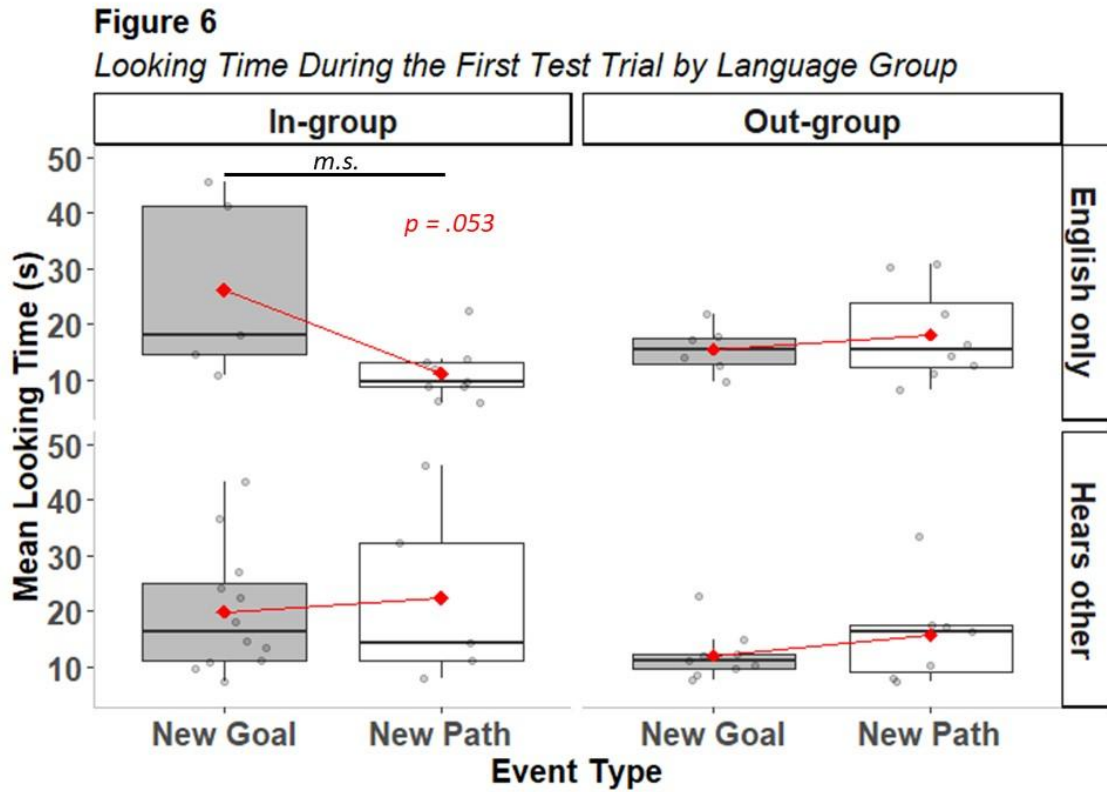 Figure 6
Looking Time During the First Test Trial by Language Group
In-group
Out-group
m.s.
p = .053
50
40
30
20
10
English only
50
40
30
20
10
Hears other
Mean Looking Time (s)
New Goal
New Path
New Goal
New Path
Event Type